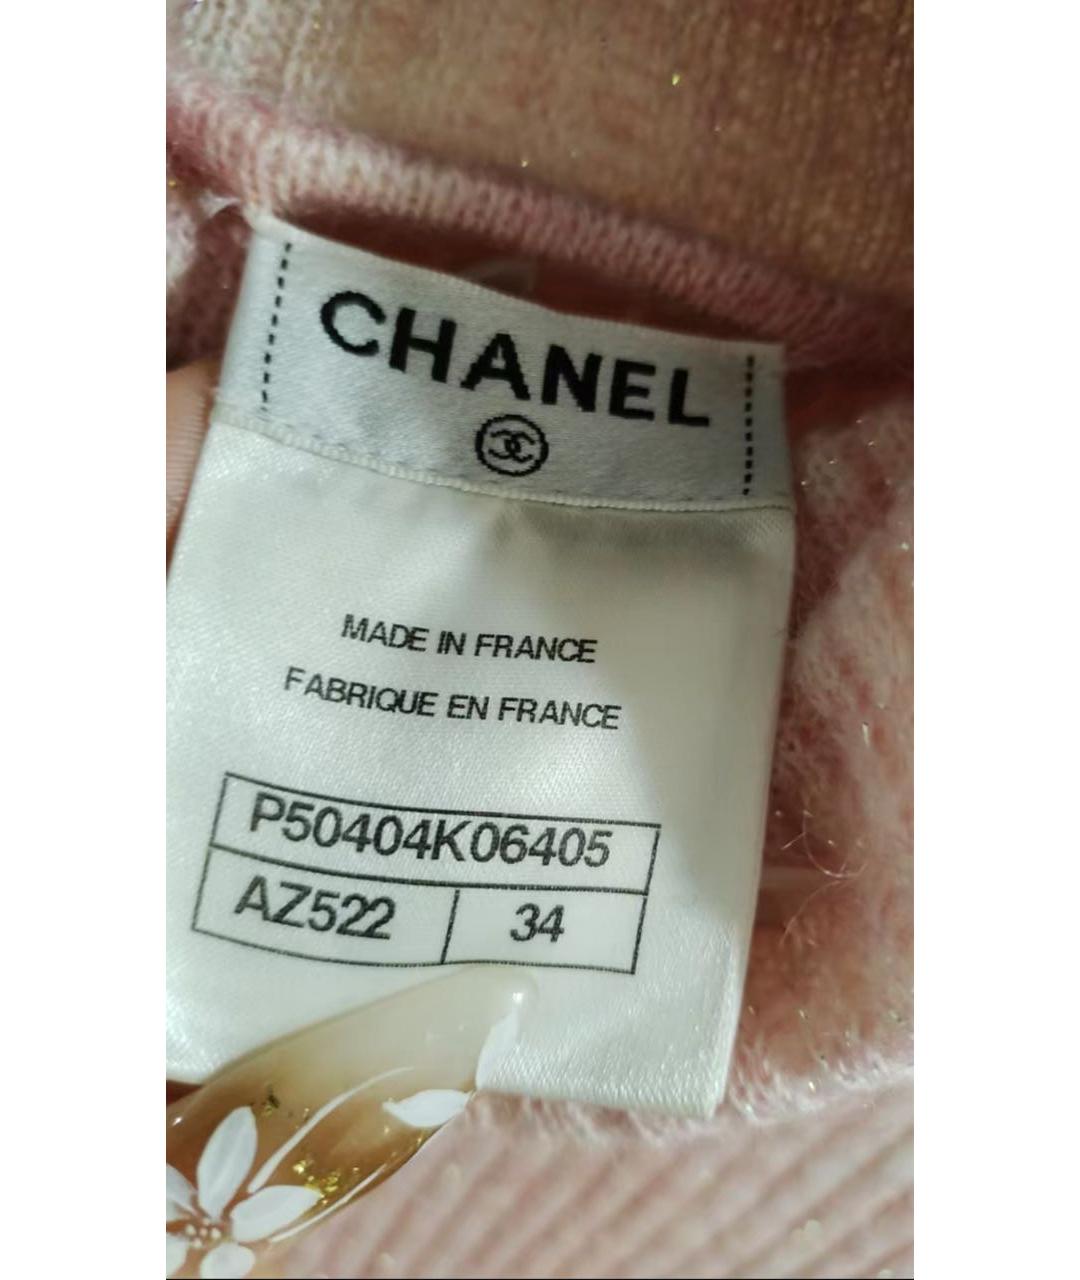 CHANEL
MADE IN FRANCE
FABRIQUE EN FRANCE
P50404K06405
AZ522 34